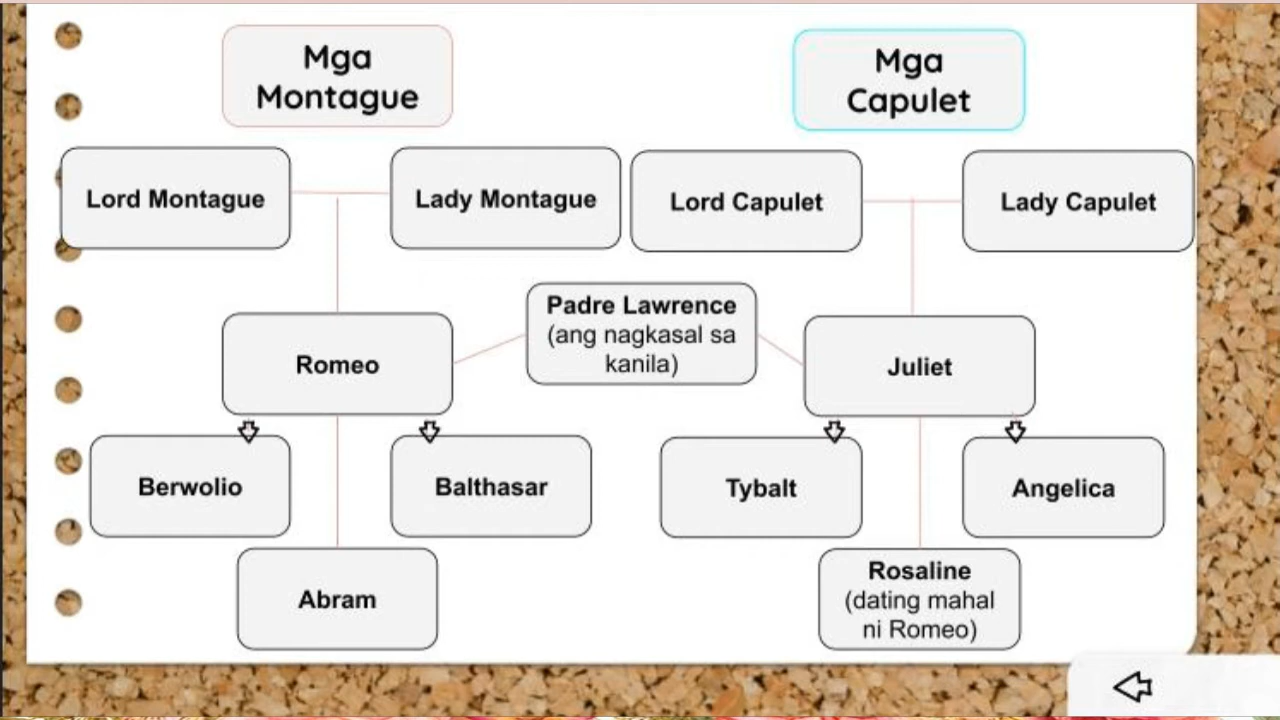 Mga
Montague
Mga
Capulet
Lord Montague
Lady Montague
Lord Capulet
Lady Capulet
Padre Lawrence
(ang nagkasal sa
kanila)
Romeo
Juliet
Berwolio
Balthasar
Tybalt
Angelica
Abram
Rosaline
(dating mahal
ni Romeo)